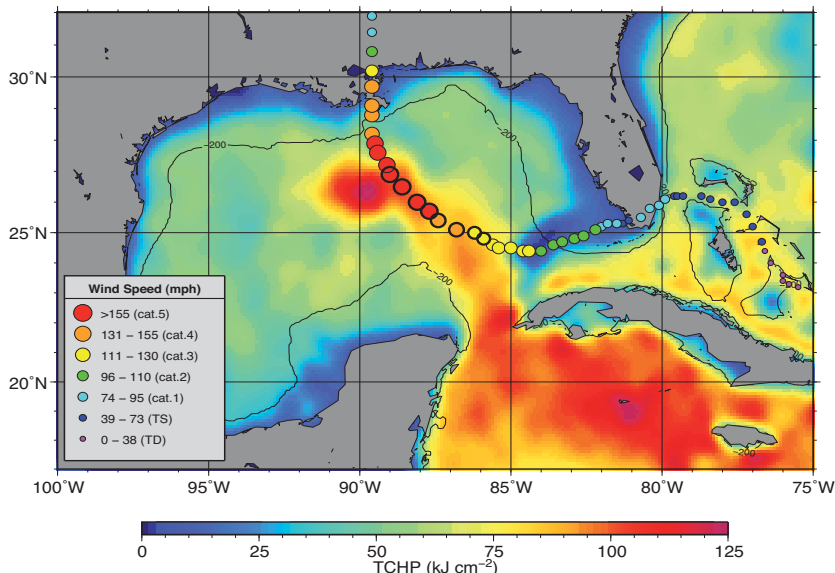 30°N
25°N
20°N
-200
-200
-200
Wind Speed (mph)
>155 (cat.5)
131 – 155 (cat.4)
111 – 130 (cat.3)
96 – 110 (cat.2)
74 – 95 (cat.1)
39 – 73 (TS)
0 – 38 (TD)
-200
100°W 95°W 90°W 85°W 80°W 75°W
0 25 50 75 100 125
TCHP (kJ cm⁻²)